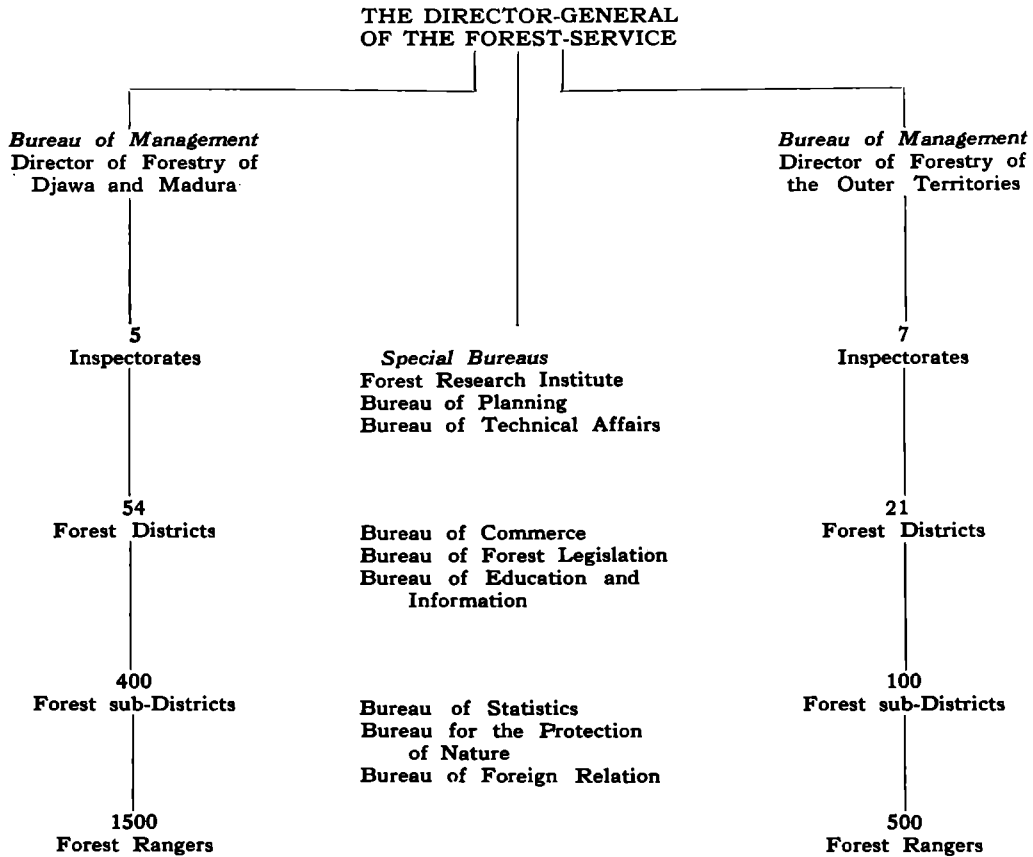 THE DIRECTOR-GENERAL
OF THE FOREST-SERVICE
Bureau of Management
Director of Forestry of
Djawa and Madura
Bureau of Management
Director of Forestry of
the Outer Territories
5
Inspectorates
7
Inspectorates
Special Bureaus
Forest Research Institute
Bureau of Planning
Bureau of Technical Affairs
54
Forest Districts
21
Forest Districts
Bureau of Commerce
Bureau of Forest Legislation
Bureau of Education and
Information
400
Forest sub-Districts
100
Forest sub-Districts
Bureau of Statistics
Bureau for the Protection
of Nature
Bureau of Foreign Relation
1500
Forest Rangers
500
Forest Rangers